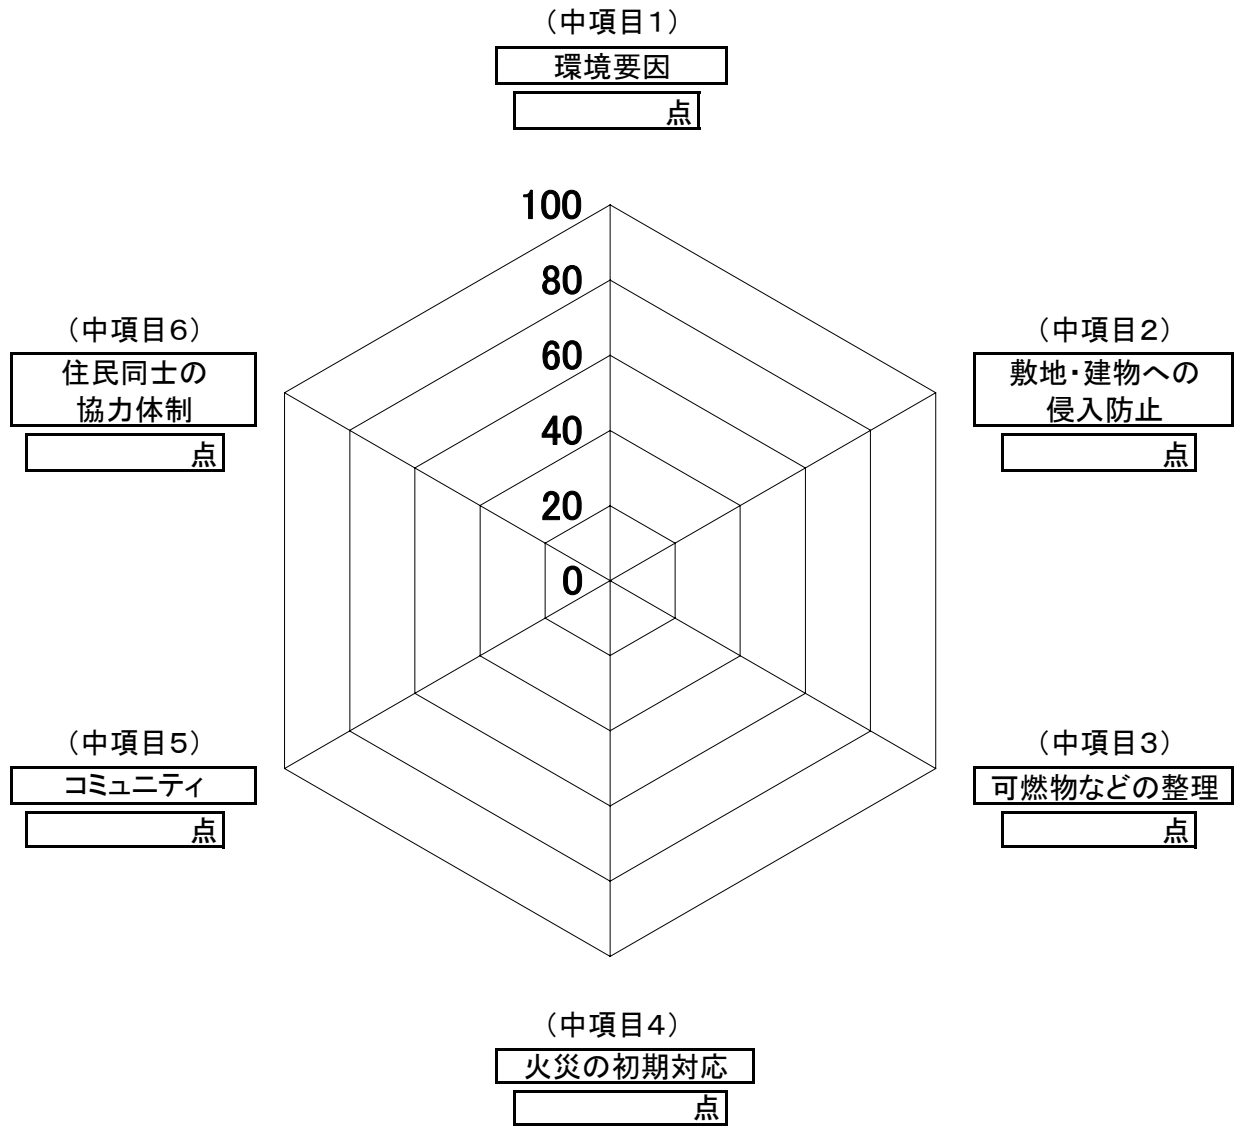 （中項目１）
環境要因
点
100
80
60
40
20
0
（中項目２）
敷地・建物への
侵入防止
点
（中項目３）
可燃物などの整理
点
（中項目４）
火災の初期対応
点
（中項目５）
コミュニティ
点
（中項目６）
住民同士の
協力体制
点